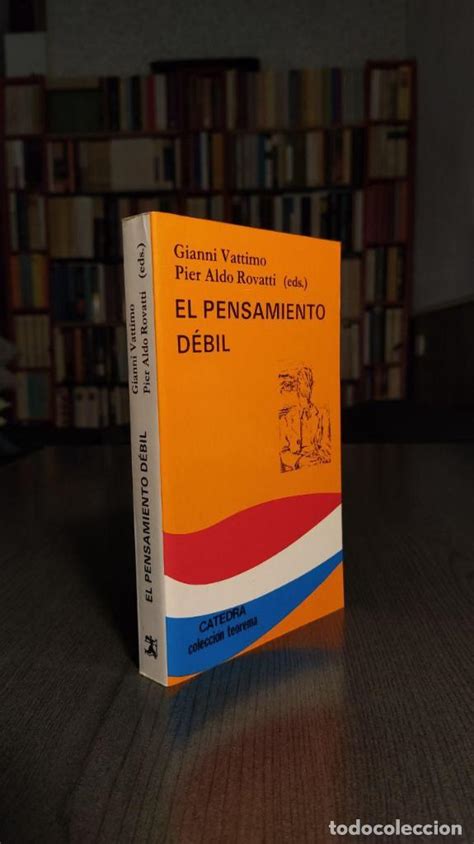 Gianni Vattimo
Pier Aldo Rovatti (eds.)
EL PENSAMIENTO
DÉBIL
CATEDRA
colección teorema
EL PENSAMIENTO DÉBIL
Gianni Vattimo
Pier Aldo Rovatti (eds.)
todocoleccion